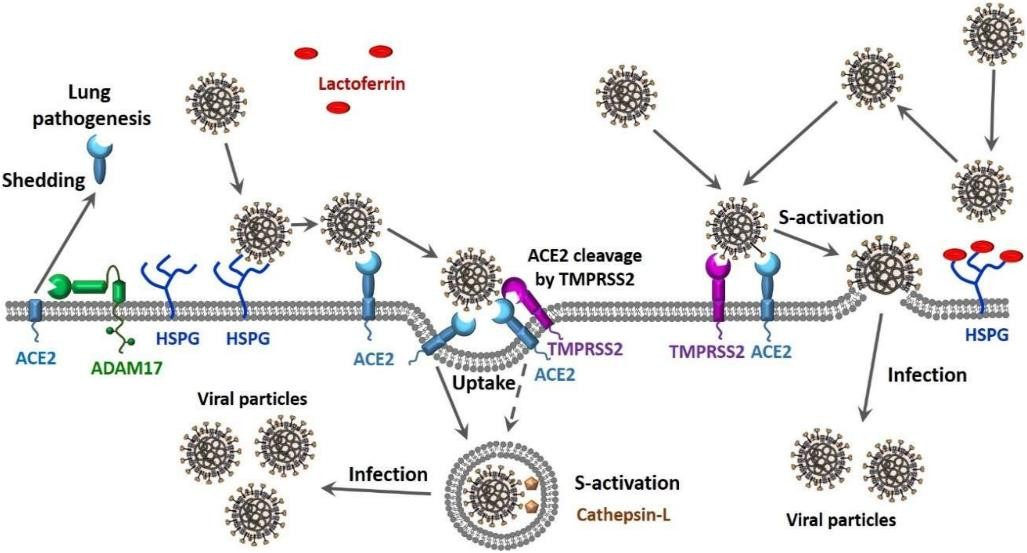 Lactoferrin
Lung
pathogenesis
Shedding
S-activation
ACE2 cleavage
by TMPRSS2
HSPG
HSPG
HSPG
ACE2
ADAM17
ACE2
TMPRSS2
ACE2
TMPRSS2
ACE2
Uptake
Infection
Viral particles
Infection
S-activation
Cathepsin-L
Viral particles